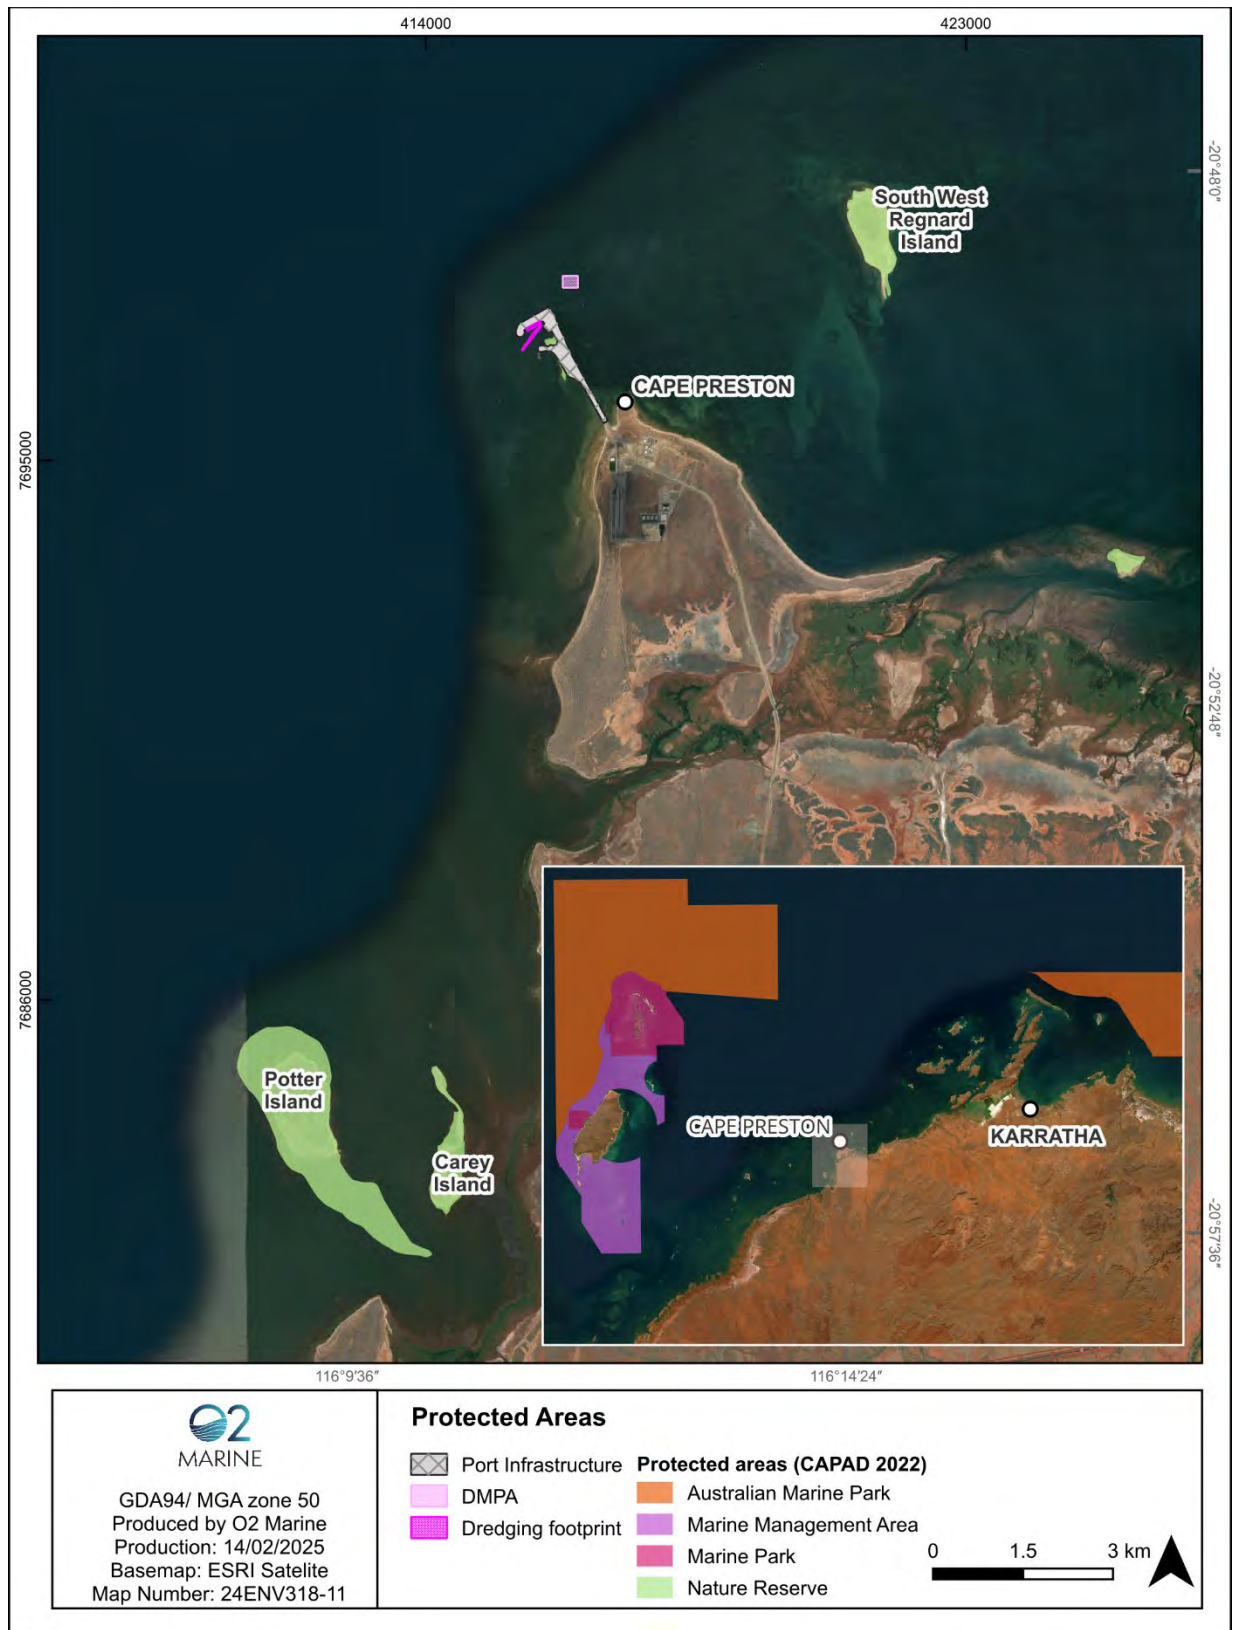 414000
423000
-20°48'0"
South West
Regnard
Island
CAPE PRESTON
7695000
-20°52'48"
7686000
Potter
Island
Carey
Island
CAPE PRESTON
KARRATHA
-20°57'36"
116°9'36"
116°14'24"
O2
MARINE
GDA94/ MGA zone 50
Produced by O2 Marine
Production: 14/02/2025
Basemap: ESRI Satelite
Map Number: 24ENV318-11
Protected Areas
Port Infrastructure
DMPA
Dredging footprint
Protected areas (CAPAD 2022)
Australian Marine Park
Marine Management Area
Marine Park
Nature Reserve
0 1.5 3 km